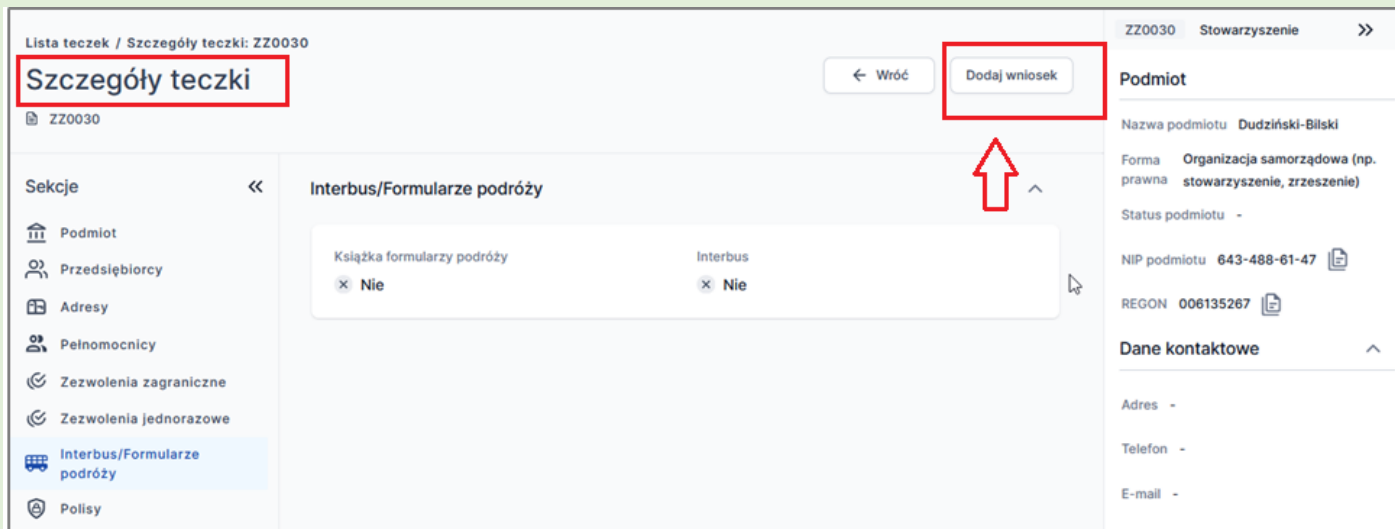 Lista teczek / Szczegóły teczki: ZZ0030
Szczegóły teczki
ZZ0030
← Wróć
Dodaj wniosek
Sekcje
Podmiot
Przedsiębiorcy
Adresy
Pełnomocnicy
Zezwolenia zagraniczne
Zezwolenia jednorazowe
Interbus/Formularze
podróży
Polisy
Interbus/Formularze podróży
Książka formularzy podróży
Nie
Interbus
Nie
ZZ0030 Stowarzyszenie
Podmiot
Nazwa podmiotu Dudziński-Bilski
Forma Organizacja samorządowa (np.
prawna stowarzyszenie, zrzeszenie)
Status podmiotu -
NIP podmiotu 643-488-61-47
REGON 006135267
Dane kontaktowe
Adres -
Telefon -
E-mail -